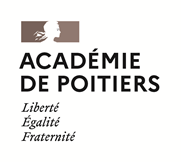 ACADÉMIE
DE POITIERS
Liberté
Égalité
Fraternité